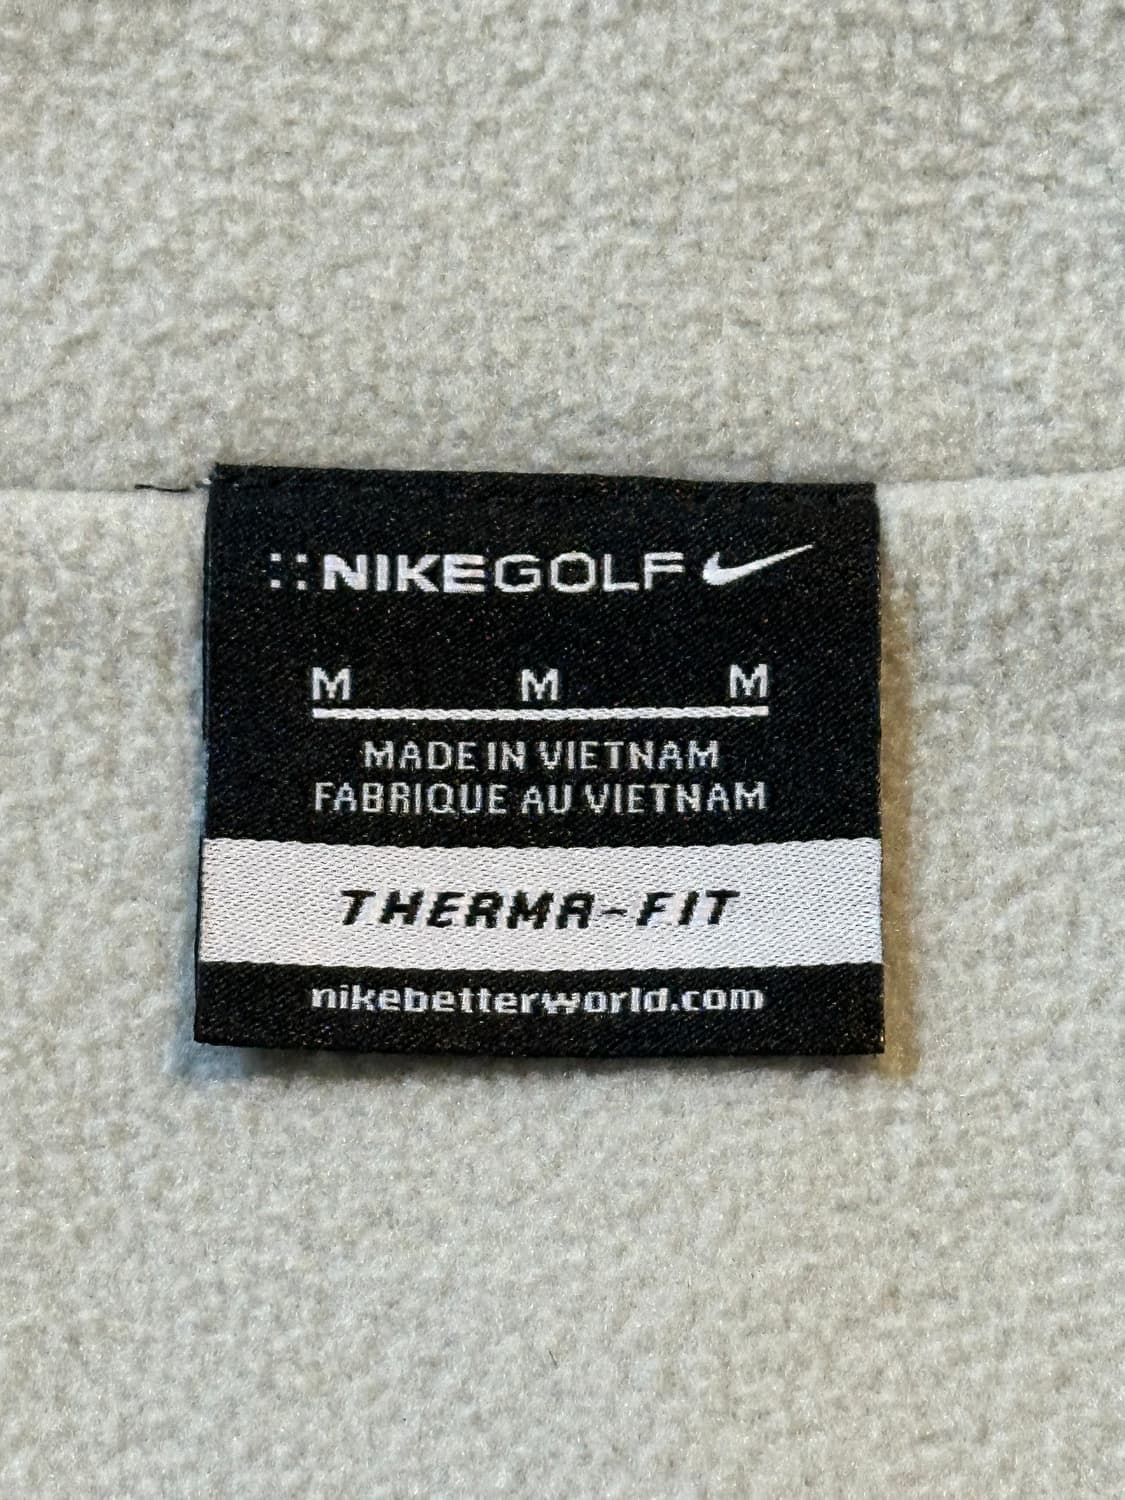 ::NIKEGOLF
M M M
MADE IN VIETNAM
FABRIQUE AU VIETNAM
THERMA-FIT
nikebetterworld.com